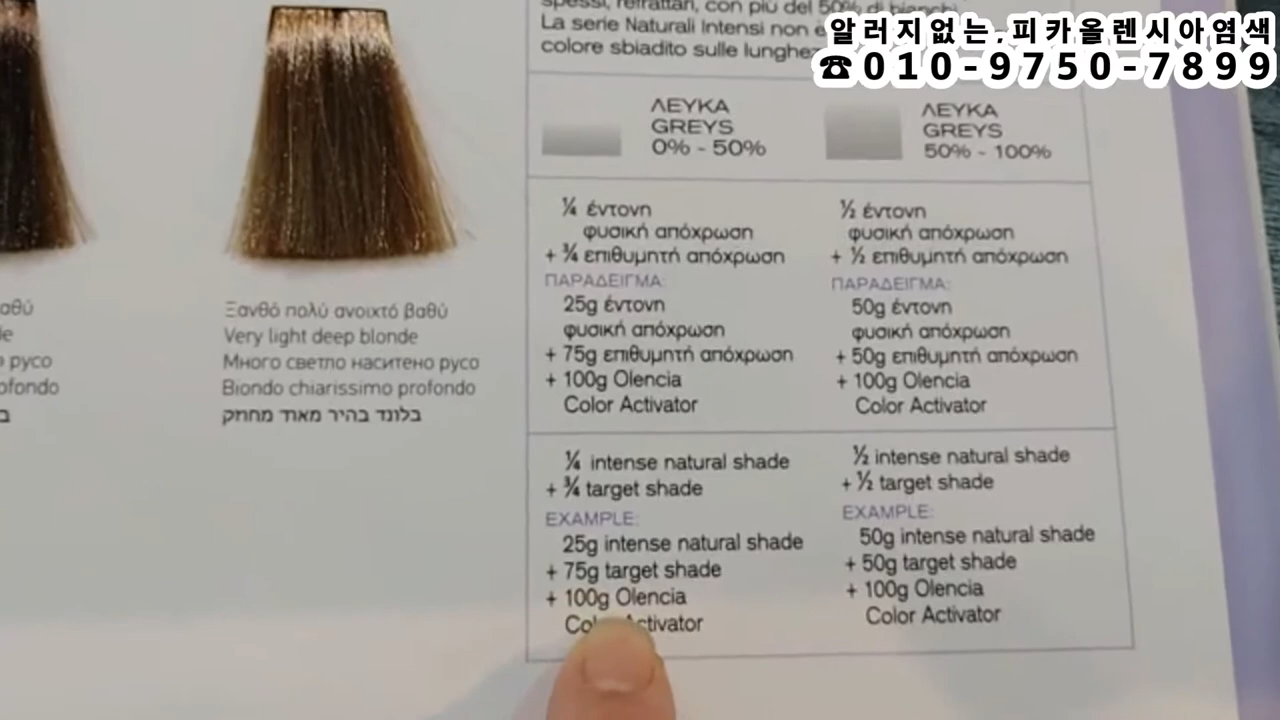 알러지없는,피카올렌시아염색
☎010-9750-7899
spessi, refrattari, con più del 50% di bianchi.
La serie Naturali Intensi non
colore sbiadito sulle
ΛΕΥΚΑ
GREYS
0% - 50%
ΛΕΥΚΑ
GREYS
50% - 100%
¼ έντονη
φυσική απόχρωση
+ ¾ επιθυμητή απόχρωση
ΠΑΡΑΔΕΙΓΜΑ:
25g έντονη
φυσική απόχρωση
+ 75g επιθυμητή απόχρωση
+ 100g Olencia
Color Activator
½ έντονη
φυσική απόχρωση
+ ½ επιθυμητή απόχρωση
ΠΑΡΑΔΕΙΓΜΑ:
50g έντονη
φυσική απόχρωση
+ 50g επιθυμητή απόχρωση
+ 100g Olencia
Color Activator
¼ intense natural shade
+ ¾ target shade
EXAMPLE:
25g intense natural shade
+ 75g target shade
+ 100g Olencia
Color Activator
½ intense natural shade
+ ½ target shade
EXAMPLE:
50g intense natural shade
+ 50g target shade
+ 100g Olencia
Color Activator
Ξανθό πολύ ανοιχτό βαθύ
Very light deep blonde
Много светло наситено русо
Biondo chiarissimo profondo
בלונד בהיר מאוד מחוזק
русо